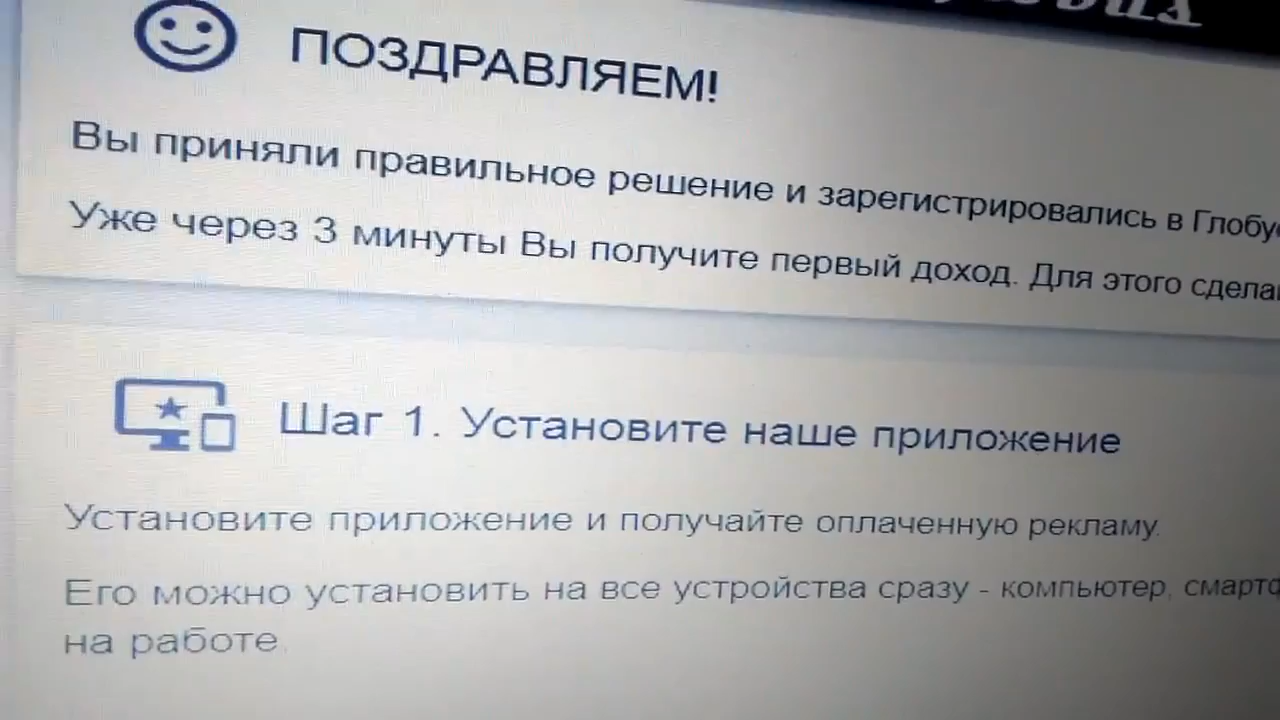 ПОЗДРАВЛЯЕМ!
Вы приняли правильное решение и зарегистрировались в
Уже через 3 минуты Вы получите первый доход. Для этого
Шаг 1. Установите наше приложение
Установите приложение и получайте оплаченную рекламу.
Его можно установить на все устройства сразу - компьютер,
на работе.